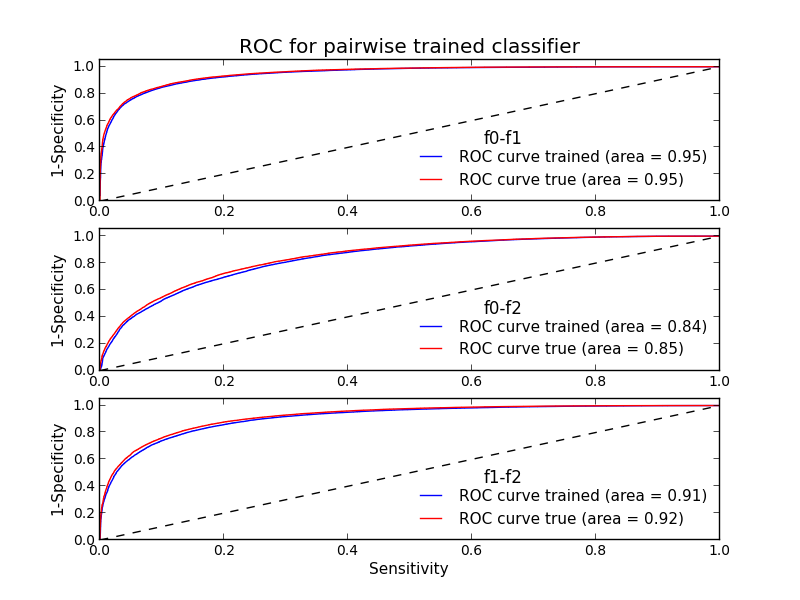 ROC for pairwise trained classifier
1-Specificity
1.0
0.8
0.6
0.4
0.2
0.0
f0-f1
ROC curve trained (area = 0.95)
ROC curve true (area = 0.95)
0.0 0.2 0.4 0.6 0.8 1.0
1-Specificity
1.0
0.8
0.6
0.4
0.2
0.0
f0-f2
ROC curve trained (area = 0.84)
ROC curve true (area = 0.85)
0.0 0.2 0.4 0.6 0.8 1.0
1-Specificity
1.0
0.8
0.6
0.4
0.2
0.0
f1-f2
ROC curve trained (area = 0.91)
ROC curve true (area = 0.92)
0.0 0.2 0.4 0.6 0.8 1.0
Sensitivity